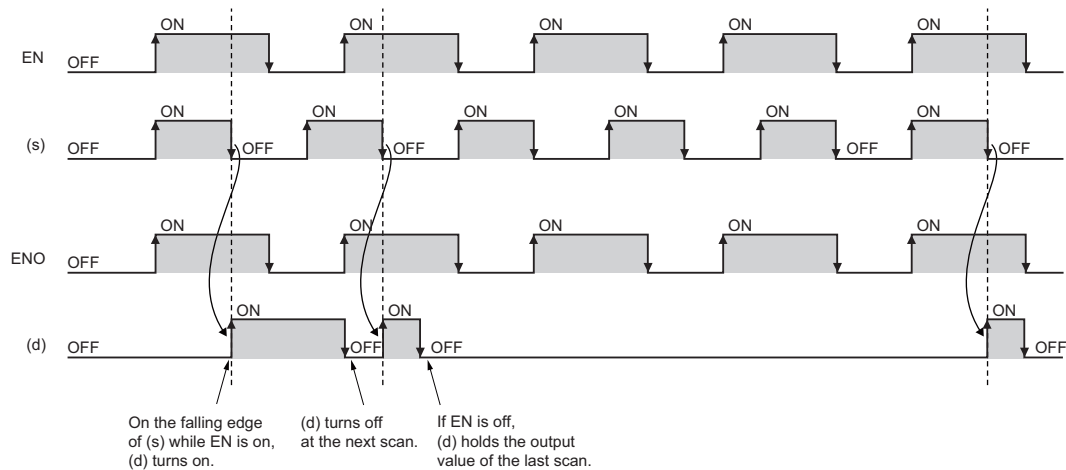 ON ON ON ON ON
EN OFF
ON ON ON ON ON ON
(s) OFF OFF OFF OFF OFF
ON ON ON ON ON
ENO OFF
ON ON ON
(d) OFF OFF OFF OFF
On the falling edge
of (s) while EN is on,
(d) turns on.
(d) turns off
at the next scan.
If EN is off,
(d) holds the output
value of the last scan.